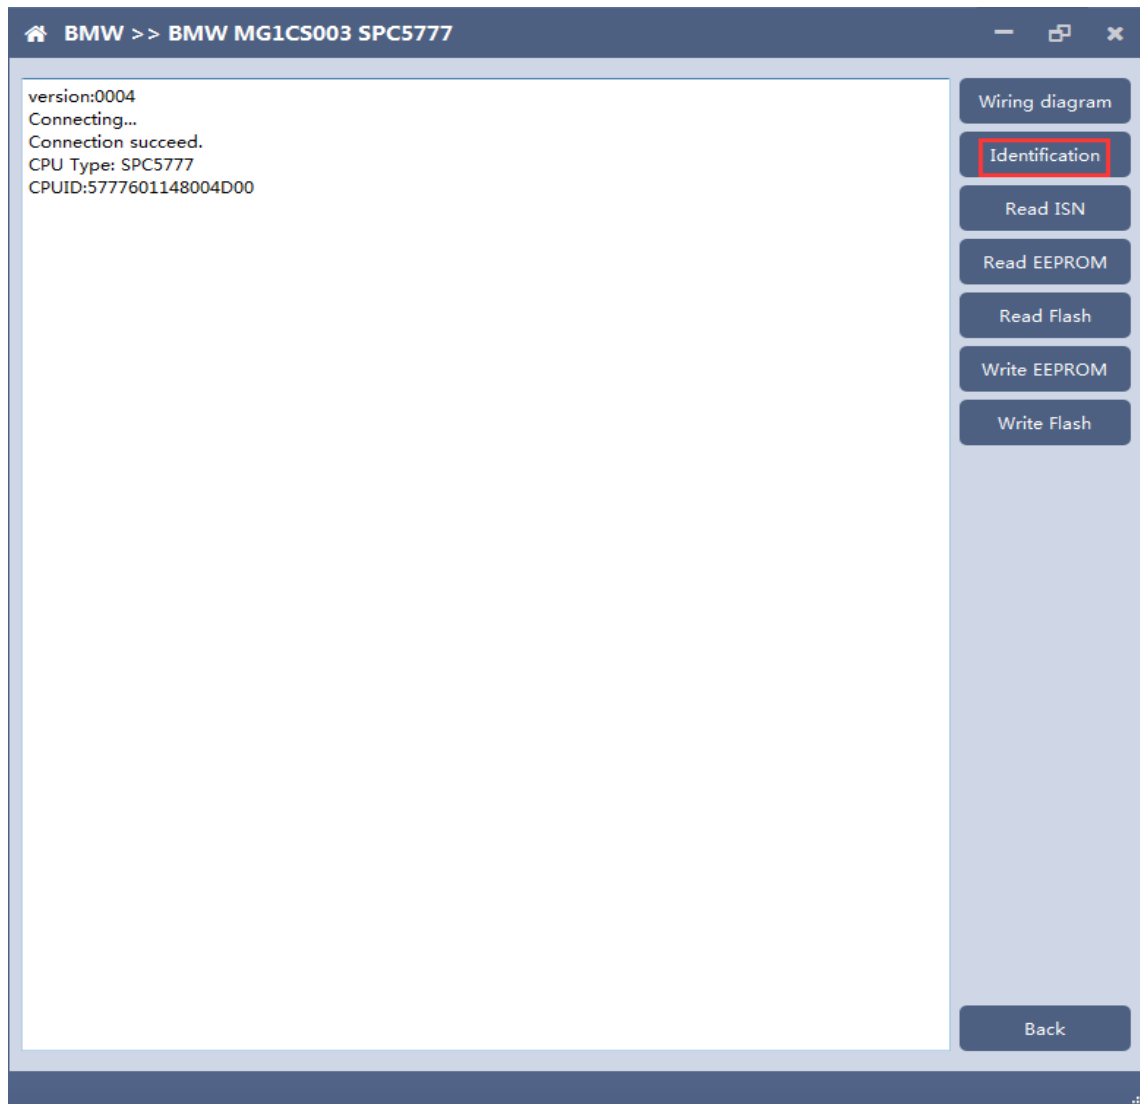 BMW >> BMW MG1CS003 SPC5777
version:0004
Connecting...
Connection succeed.
CPU Type: SPC5777
CPUID:5777601148004D00
Wiring diagram
Identification
Read ISN
Read EEPROM
Read Flash
Write EEPROM
Write Flash
Back